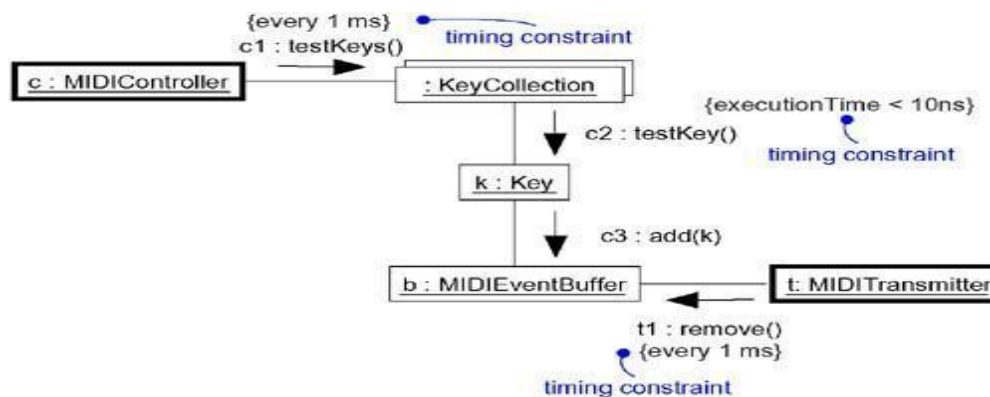 {every 1 ms}
timing constraint
c1 : testKeys()
c : MIDIController
: KeyCollection
{executionTime < 10ns}
c2 : testKey()
timing constraint
k : Key
c3 : add(k)
b : MIDIEventBuffer
t: MIDITransmitter
t1 : remove()
{every 1 ms}
timing constraint